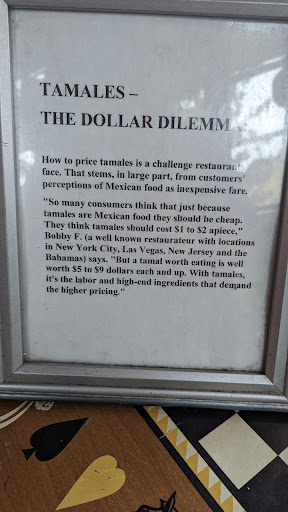 TAMALES –
THE DOLLAR DILEMM
How to price tamales is a challenge restaurant
face. That stems, in large part, from customers'
perceptions of Mexican food as inexpensive fare.
"So many consumers think that just because
tamales are Mexican food they should be cheap.
They think tamales should cost $1 to $2 apiece,"
Bobby F. (a well known restaurateur with locations
in New York City, Las Vegas, New Jersey and the
Bahamas) says. "But a tamal worth eating is well
worth $5 to $9 dollars each and up. With tamales,
it's the labor and high-end ingredients that demand
the higher pricing."